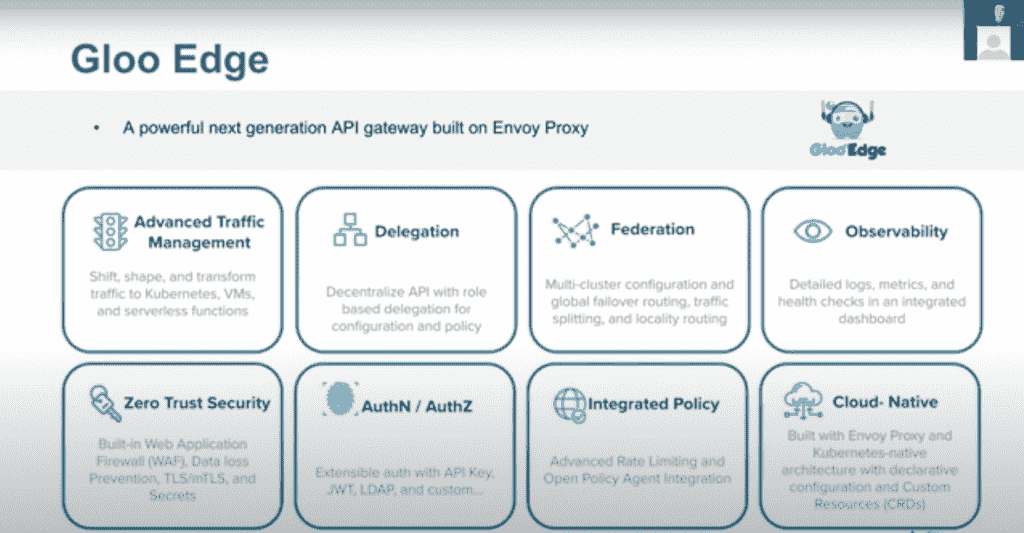 Gloo Edge
• A powerful next generation API gateway built on Envoy Proxy
Gloo Edge
Advanced Traffic
Management
Shift, shape, and transform
traffic to Kubernetes, VMs,
and serverless functions
Delegation
Decentralize API with role
based delegation for
configuration and policy
Federation
Multi-cluster configuration and
global failover routing, traffic
splitting, and locality routing
Observability
Detailed logs, metrics, and
health checks in an integrated
dashboard
Zero Trust Security
Built-in Web Application
Firewall (WAF), Data loss
Prevention, TLS/mTLS, and
Secrets
AuthN / AuthZ
Extensible auth with API Key,
JWT, LDAP, and custom...
Integrated Policy
Advanced Rate Limiting and
Open Policy Agent Integration
Cloud- Native
Built with Envoy Proxy and
Kubernetes-native
architecture with declarative
configuration and Custom
Resources (CRDs)